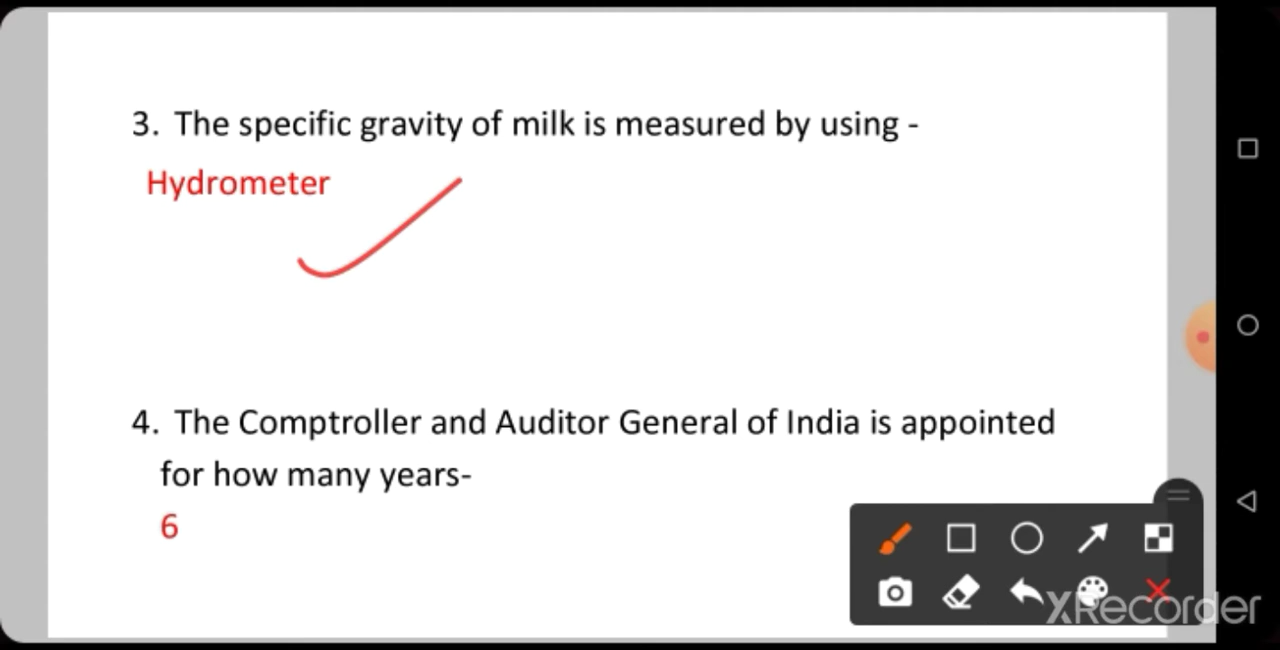 3. The specific gravity of milk is measured by using -
Hydrometer
4. The Comptroller and Auditor General of India is appointed
for how many years-
6
XRecorder